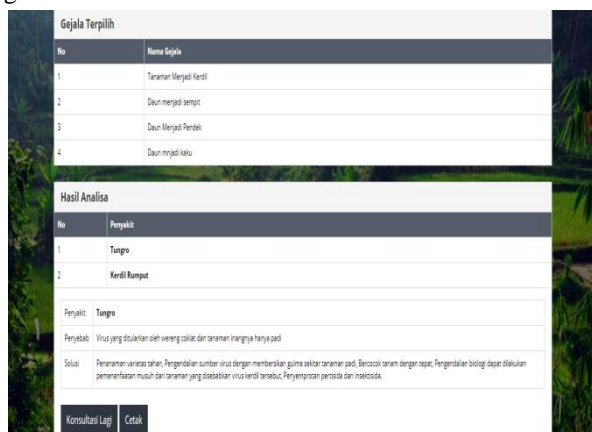 Gejala Terpilih
No Nama Gejala
1 Tanaman Menjadi Kerdil
2 Daun menjadi sempit
3 Daun Menjadi Pendek
4 Daun mnjadi kaku
Hasil Analisa
No Penyakit
1 Tungro
2 Kerdil Rumput
Penyakit Tungro
Penyebab Virus yang ditularkan oleh wereng coklat dan tanaman inangnya hanya padi
Solusi Penanaman varietas tahan, Pengendalian sumber virus dengan membersikan gulma sekitar tanaman padi, Bercocok tanam dengan tepat, Pengendalian biologi dapat dilakukan
pemenanfaatan musuh dari tanaman yang disebabkan virus kerdil tersebut, Penyemprotan pertisida dan insektisida.
Konsultasi Lagi Cetak